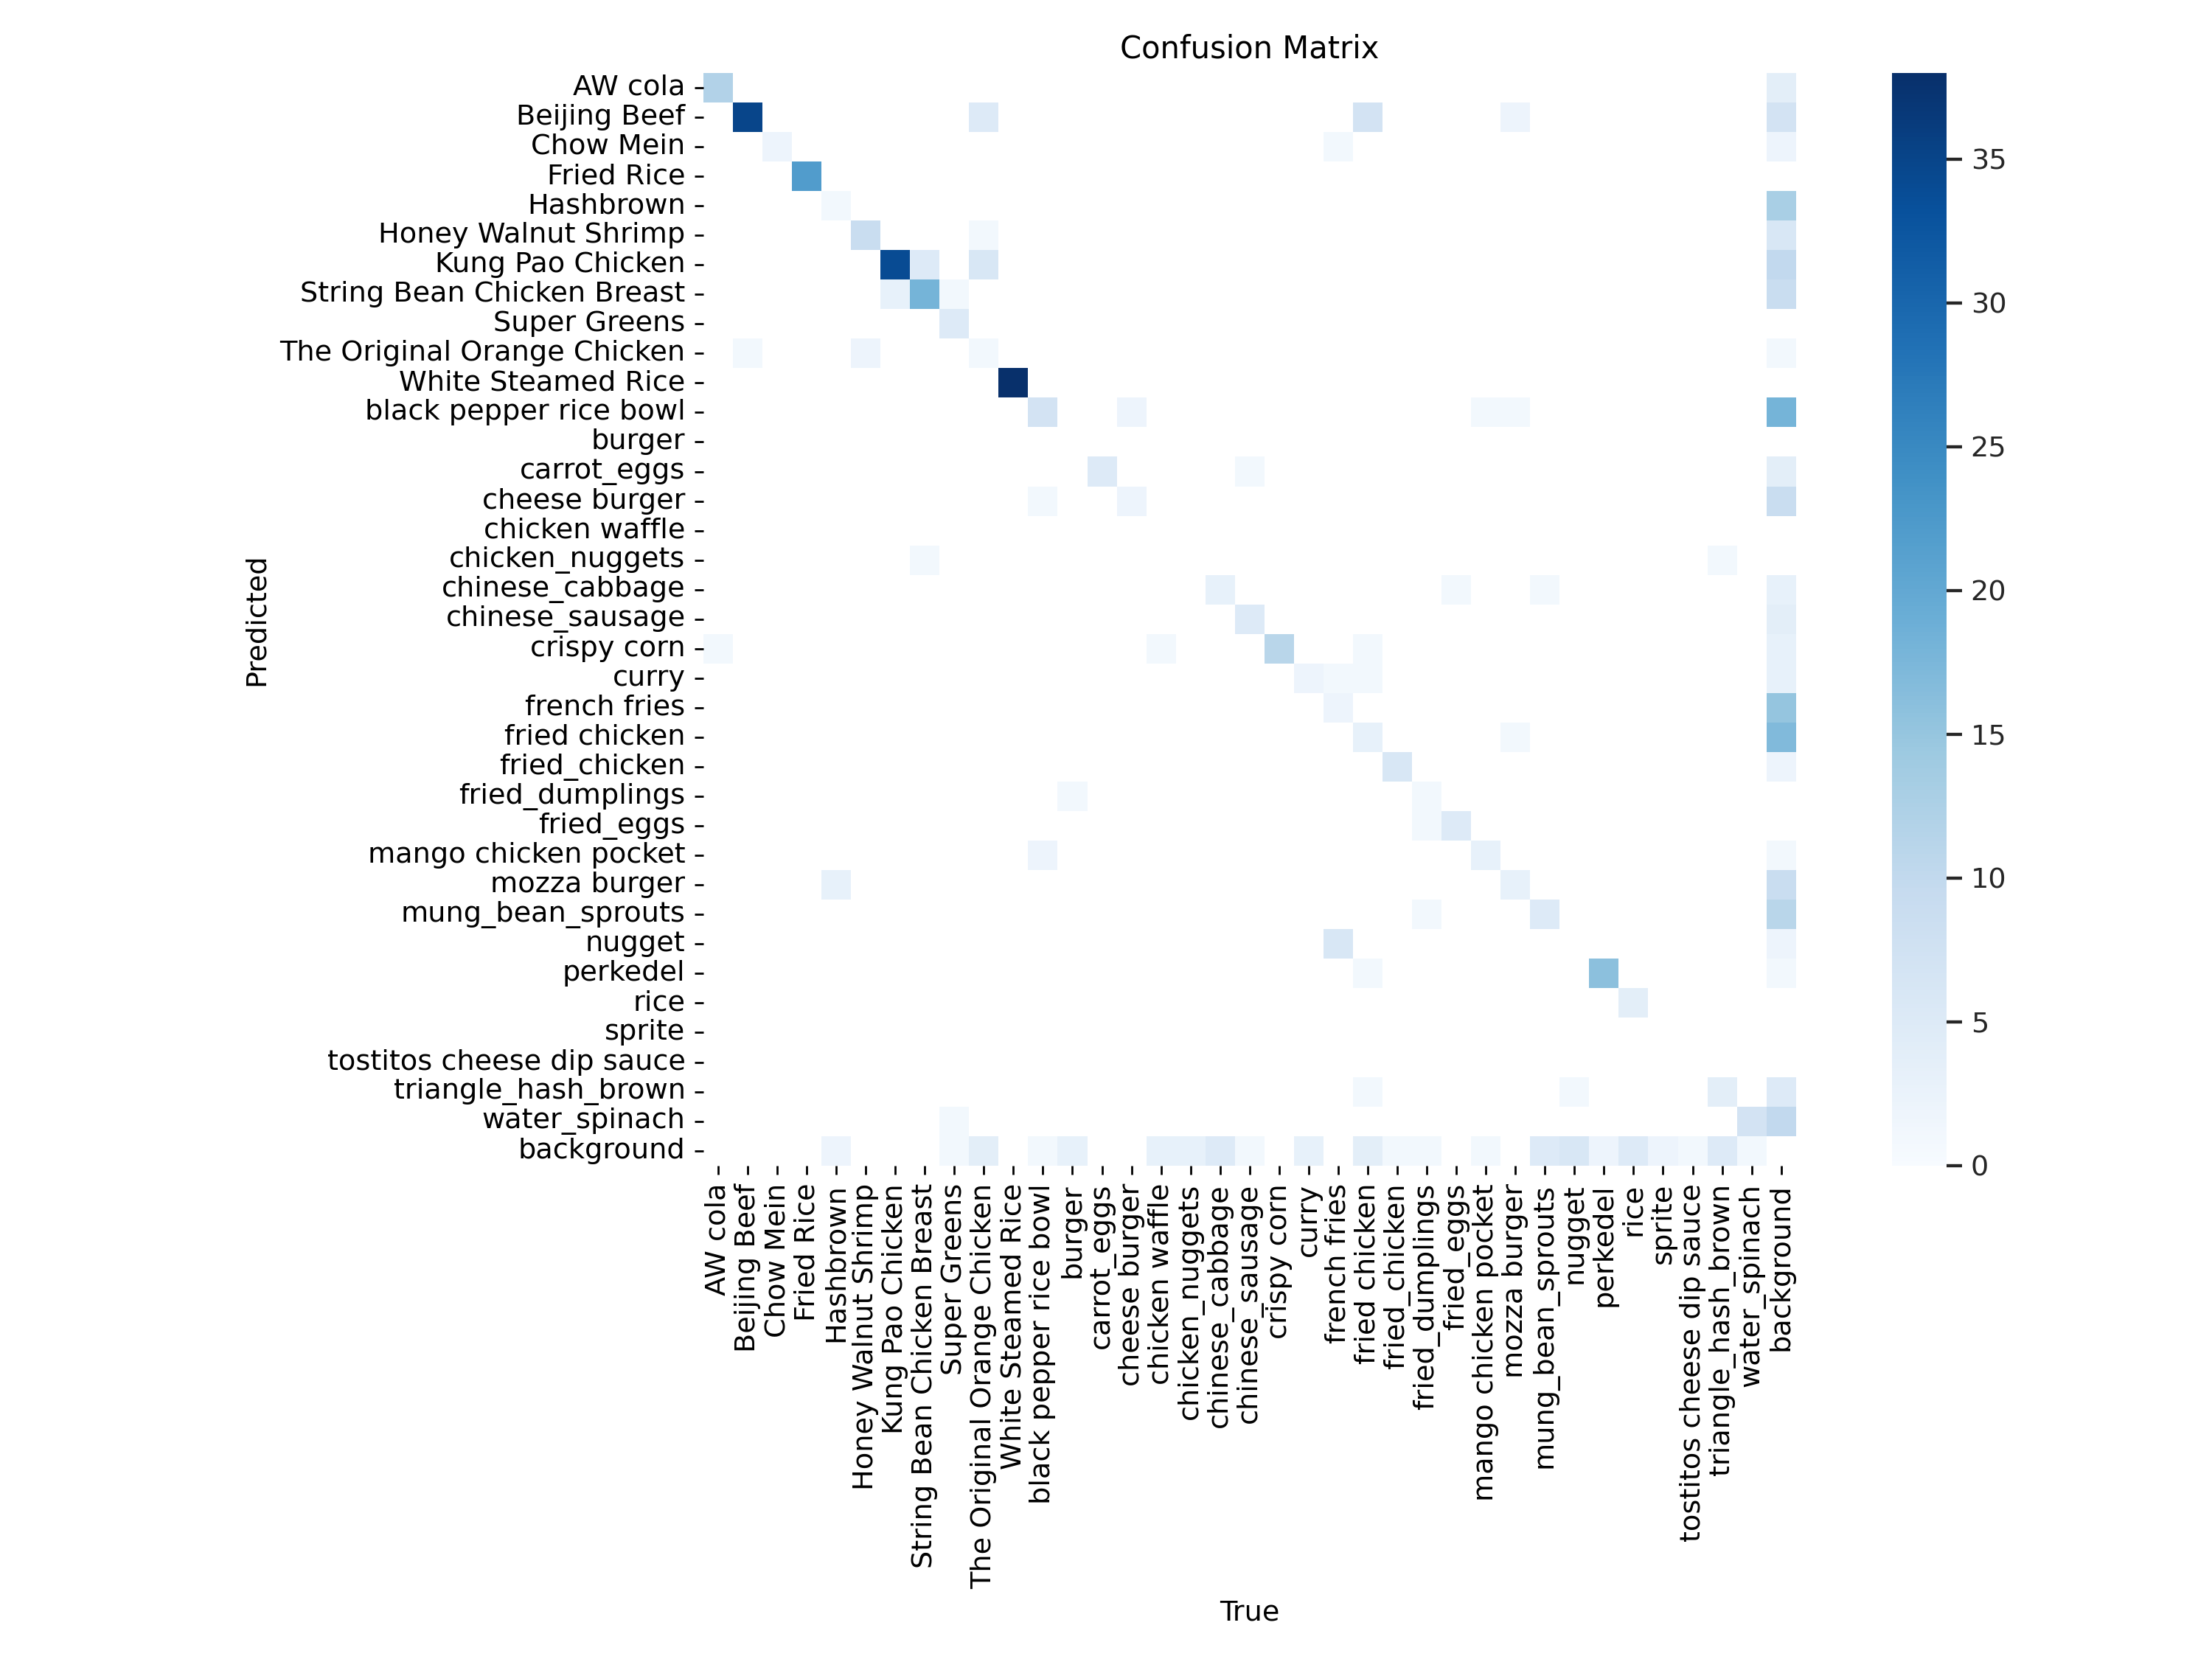 Confusion Matrix
AW cola
Beijing Beef
Chow Mein
Fried Rice
Hashbrown
Honey Walnut Shrimp
Kung Pao Chicken
String Bean Chicken Breast
Super Greens
The Original Orange Chicken
White Steamed Rice
black pepper rice bowl
burger
carrot_eggs
cheese burger
chicken waffle
chicken_nuggets
chinese_cabbage
chinese_sausage
crispy corn
curry
french fries
fried chicken
fried_chicken
fried_dumplings
fried_eggs
mango chicken pocket
mozza burger
mung_bean_sprouts
nugget
perkedel
rice
sprite
tostitos cheese dip sauce
triangle_hash_brown
water_spinach
background
Predicted
AW cola
Beijing Beef
Chow Mein
Fried Rice
Hashbrown
Honey Walnut Shrimp
Kung Pao Chicken
String Bean Chicken Breast
Super Greens
The Original Orange Chicken
White Steamed Rice
black pepper rice bowl
burger
carrot_eggs
cheese burger
chicken waffle
chicken_nuggets
chinese_cabbage
chinese_sausage
crispy corn
curry
french fries
fried chicken
fried_chicken
fried_dumplings
fried_eggs
mango chicken pocket
mozza burger
mung_bean_sprouts
nugget
perkedel
rice
sprite
tostitos cheese dip sauce
triangle_hash_brown
water_spinach
background
True
35
30
25
20
15
10
5
0